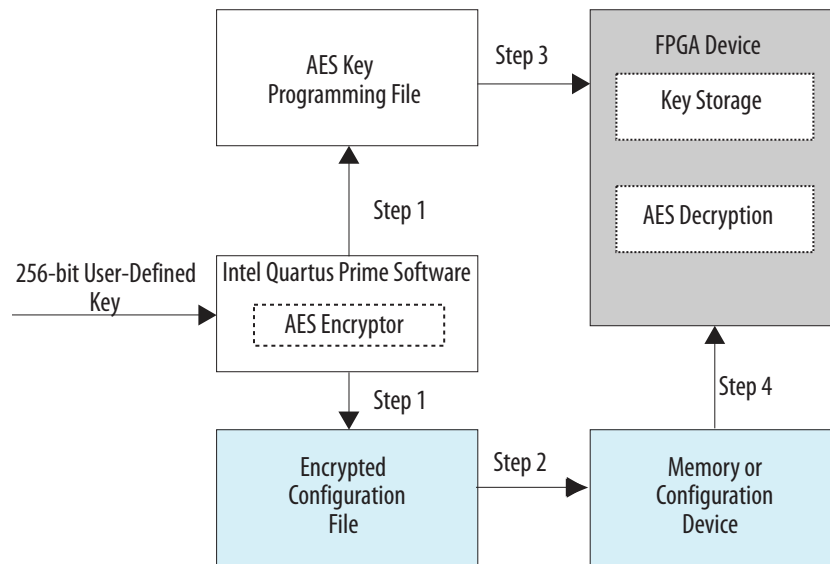 AES Key
Programming File
Step 3
FPGA Device
Key Storage
AES Decryption
Step 1
256-bit User-Defined
Key
Intel Quartus Prime Software
AES Encryptor
Step 1
Step 4
Encrypted
Configuration
File
Step 2
Memory or
Configuration
Device